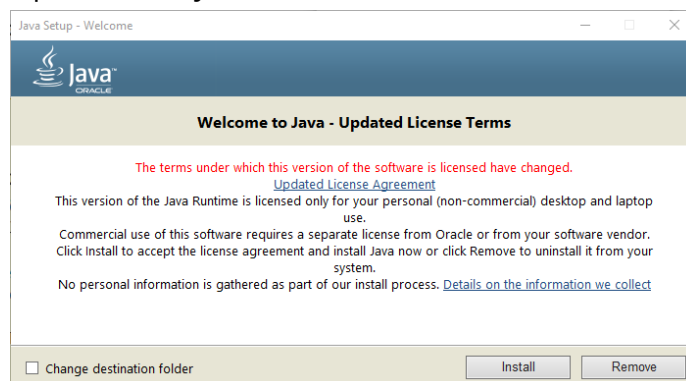 Java Setup - Welcome
Java™
ORACLE
Welcome to Java - Updated License Terms
The terms under which this version of the software is licensed have changed.
Updated License Agreement
This version of the Java Runtime is licensed only for your personal (non-commercial) desktop and laptop
use.
Commercial use of this software requires a separate license from Oracle or from your software vendor.
Click Install to accept the license agreement and install Java now or click Remove to uninstall it from your
system.
No personal information is gathered as part of our install process. Details on the information we collect
Change destination folder
Install
Remove